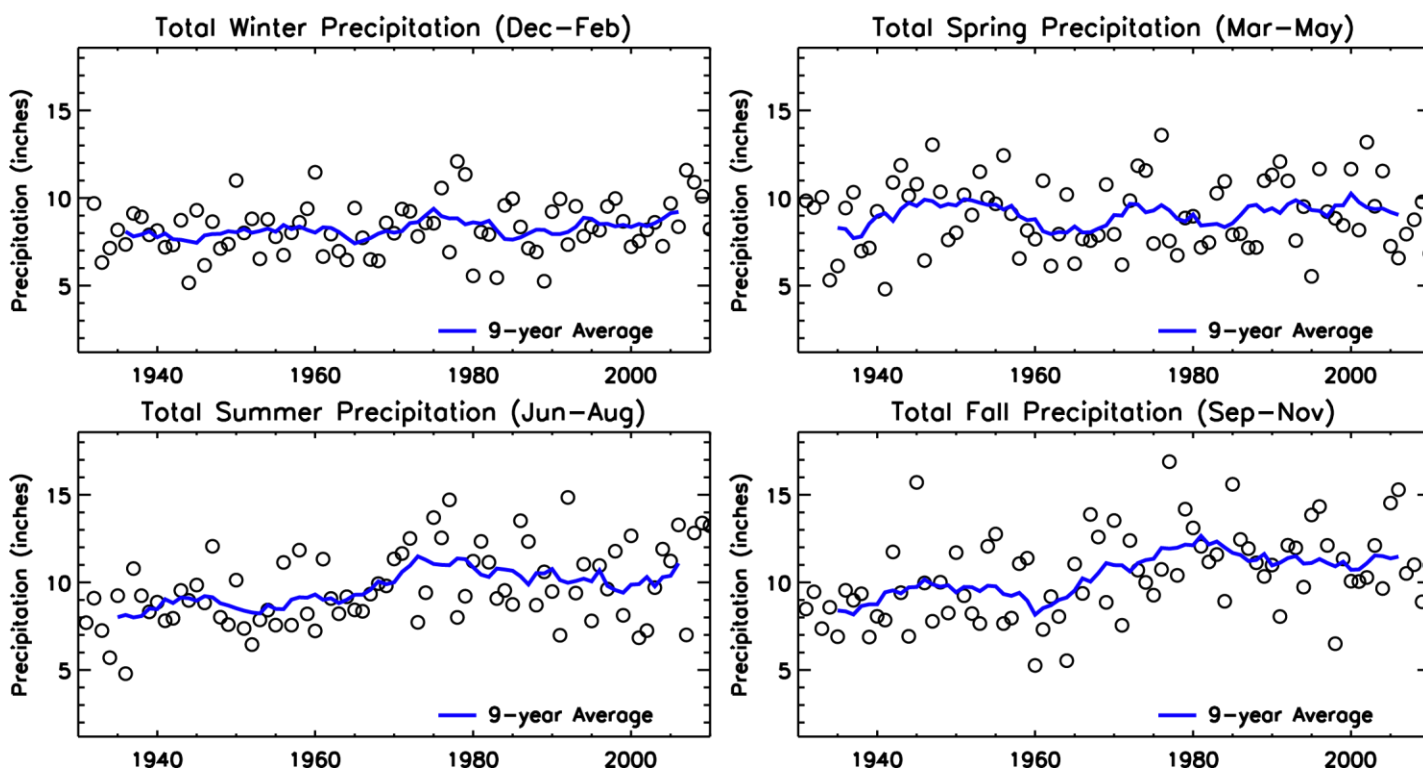 Total Winter Precipitation (Dec-Feb)
Precipitation (inches)
15
10
5
9-year Average
1940 1960 1980 2000
Total Spring Precipitation (Mar-May)
Precipitation (inches)
15
10
5
9-year Average
1940 1960 1980 2000
Total Summer Precipitation (Jun-Aug)
Precipitation (inches)
15
10
5
9-year Average
1940 1960 1980 2000
Total Fall Precipitation (Sep-Nov)
Precipitation (inches)
15
10
5
9-year Average
1940 1960 1980 2000